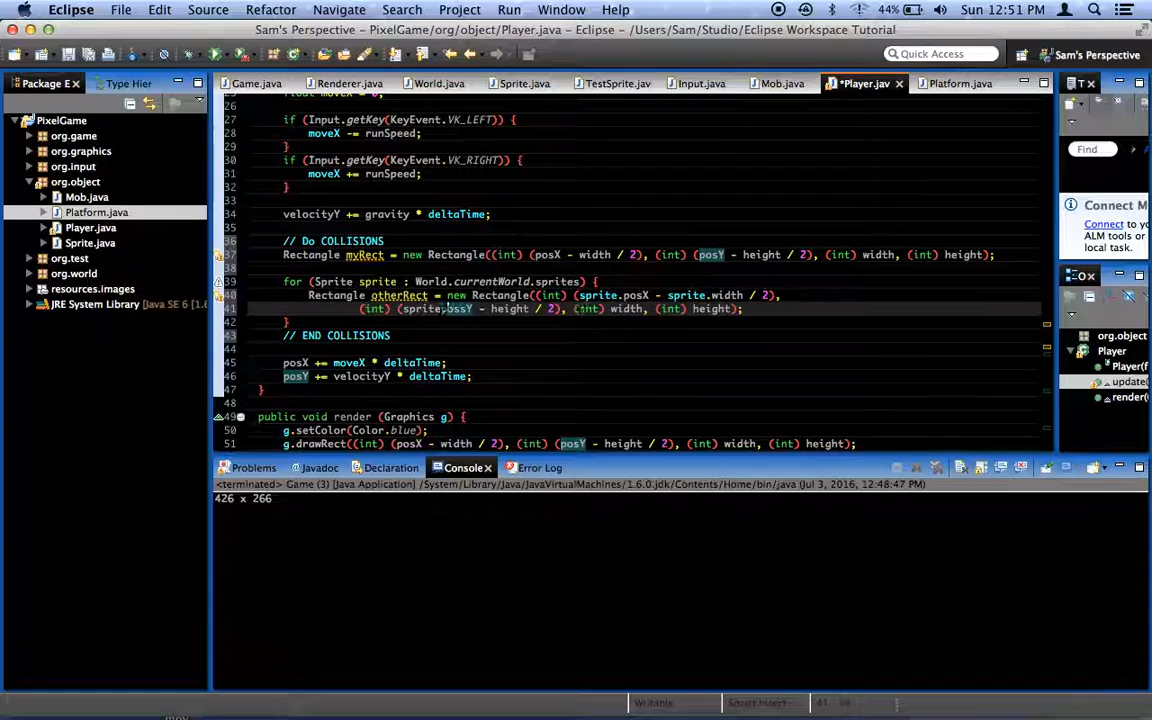 Eclipse File Edit Source Refactor Navigate Search Project Run Window Help 44% Sun 12:51 PM
Sam's Perspective - PixelGame/org/object/Player.java - Eclipse - /Users/Sam/Studio/Eclipse Workspace Tutorial
Quick Access Sam's Perspective
Package E Type Hier
Game.java Renderer.java World.java Sprite.java TestSprite.jav Input.java Mob.java *Player.jav Platform.java
PixelGame
org.game
org.graphics
org.input
org.object
Mob.java
Platform.java
Player.java
Sprite.java
org.test
org.world
resources.images
JRE System Library [Java SE 6 [1.6
26
27 if (Input.getKey(KeyEvent.VK_LEFT)) {
28 moveX -= runSpeed;
29 }
30 if (Input.getKey(KeyEvent.VK_RIGHT)) {
31 moveX += runSpeed;
32 }
33
34 velocityY += gravity * deltaTime;
35
36 // Do COLLISIONS
37 Rectangle myRect = new Rectangle((int) (posX - width / 2), (int) (posY - height / 2), (int) width, (int) height);
38
39 for (Sprite sprite : World.currentWorld.sprites) {
40 Rectangle otherRect = new Rectangle((int) (sprite.posX - sprite.width / 2),
41 (int) (sprite.posY - height / 2), (int) width, (int) height);
42 }
43 // END COLLISIONS
44
45 posX += moveX * deltaTime;
46 posY += velocityY * deltaTime;
47 }
48
49 public void render (Graphics g) {
50 g.setColor(Color.blue);
51 g.drawRect((int) (posX - width / 2), (int) (posY - height / 2), (int) width, (int) height);
Find
Connect M
Connect to
ALM tools or
local task.
org.object
Player
Player(f
update(
render(
Problems Javadoc Declaration Console Error Log
<terminated> Game (3) [Java Application] /System/Library/Java/JavaVirtualMachines/1.6.0.jdk/Contents/Home/bin/java (Jul 3, 2016, 12:48:47 PM)
426 x 266
Writable Smart Insert